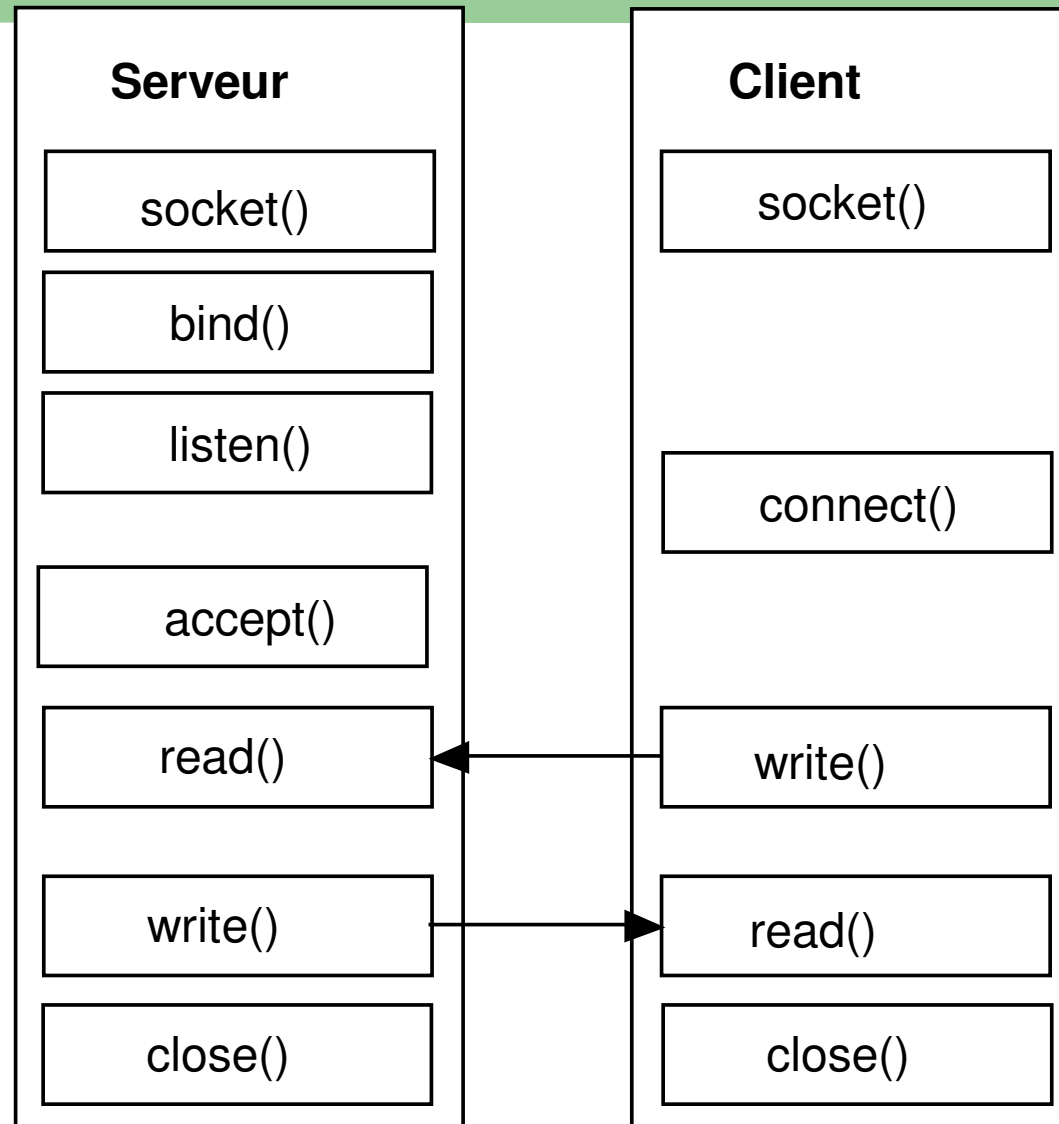 Serveur
socket()
bind()
listen()
accept()
read()
write()
close()
Client
socket()
connect()
write()
read()
close()